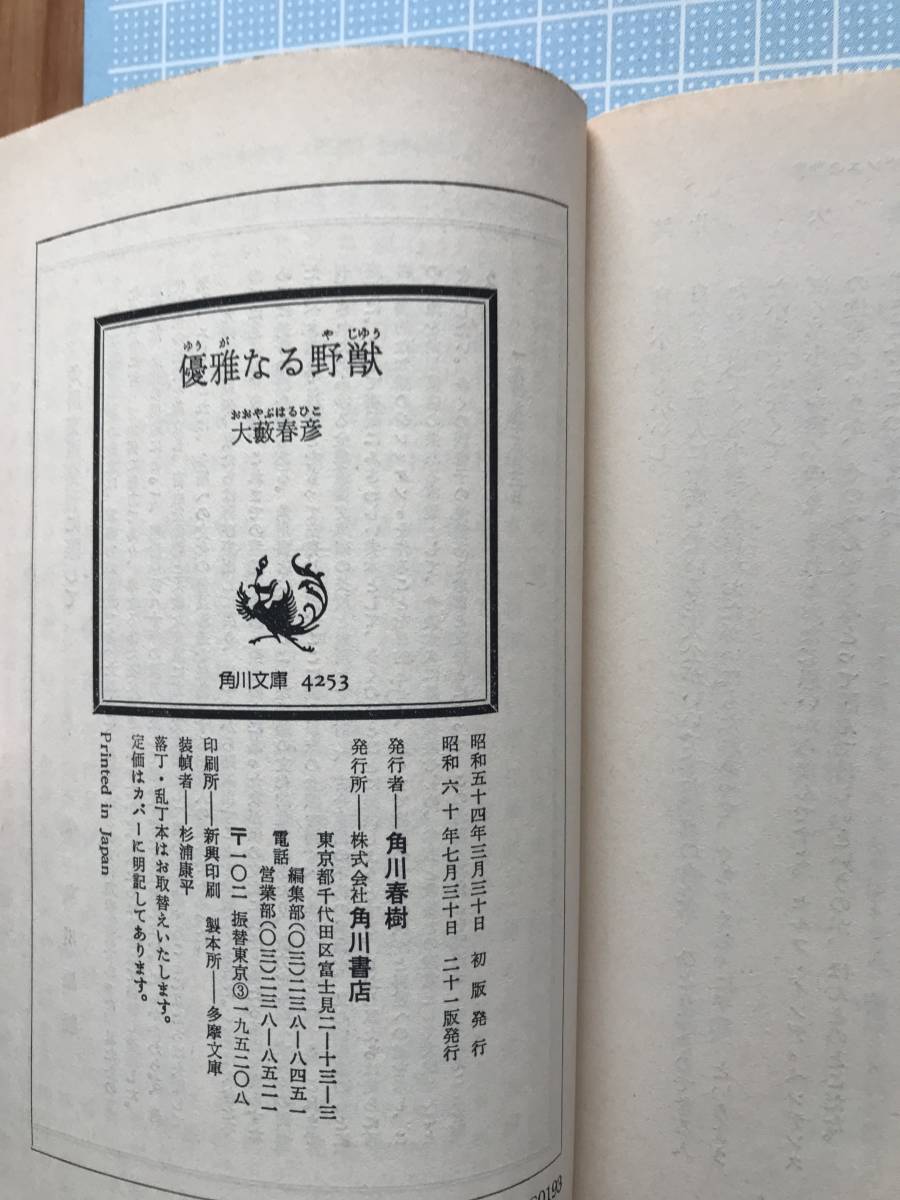 優雅なる野獣
ゆうがやじゆう
大藪春彦
おおやぶはるひこ
角川文庫 4253
昭和五十四年三月三十日 初版発行
昭和六十年七月三十日 二十一版発行
発行者――角川春樹
発行所――株式会社角川書店
東京都千代田区富士見二―十三―三
電話 編集部(〇三)二三八―八四五一
営業部(〇三)二三八―八五二一
〒一〇二 振替東京③一九五二〇八
印刷所――新興印刷 製本所――多摩文庫
装幀者――杉浦康平
落丁・乱丁本はお取替えいたします。
定価はカバーに明記してあります。
Printed in Japan